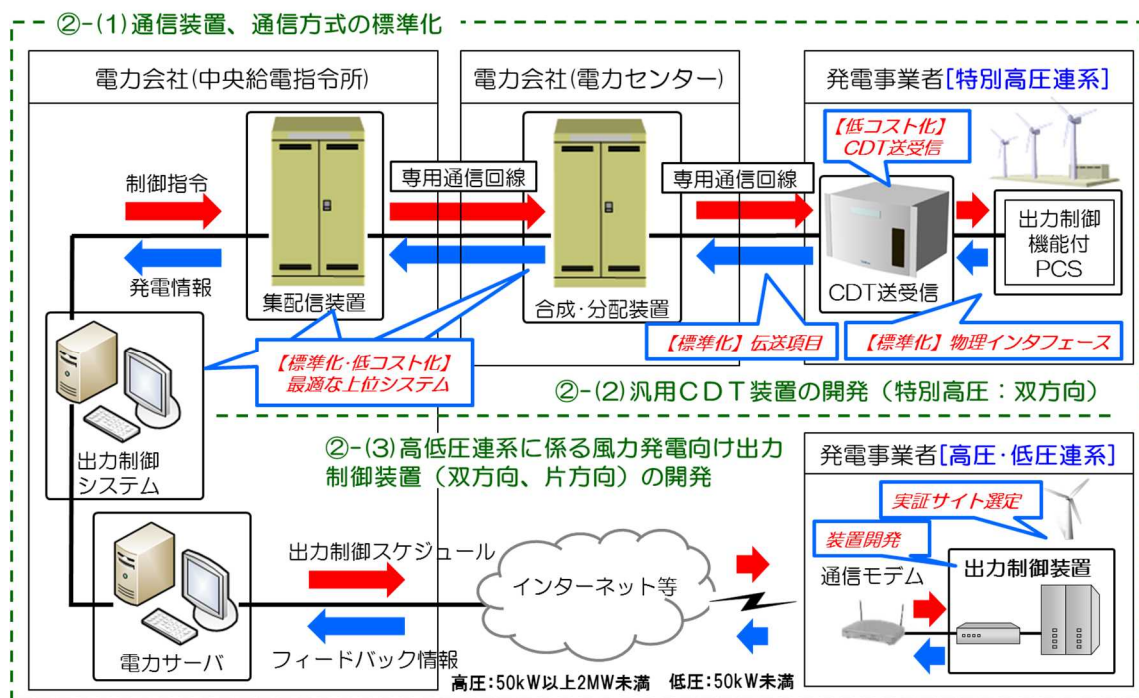 ②-(1)通信装置、通信方式の標準化
電力会社(中央給電指令所)
電力会社(電力センター)
発電事業者[特別高圧連系]
【低コスト化】
CDT送受信
制御指令
専用通信回線
専用通信回線
出力制御
機能付
PCS
発電情報
集配信装置
合成・分配装置
CDT送受信
【標準化・低コスト化】
最適な上位システム
【標準化】伝送項目
【標準化】物理インタフェース
②-(2)汎用CDT装置の開発（特別高圧：双方向）
出力制御
システム
②-(3)高低圧連系に係る風力発電向け出力
制御装置（双方向、片方向）の開発
発電事業者[高圧・低圧連系]
実証サイト選定
装置開発
出力制御スケジュール
インターネット等
通信モデム
出力制御装置
電力サーバ
フィードバック情報
高圧:50kW以上2MW未満 低圧:50kW未満